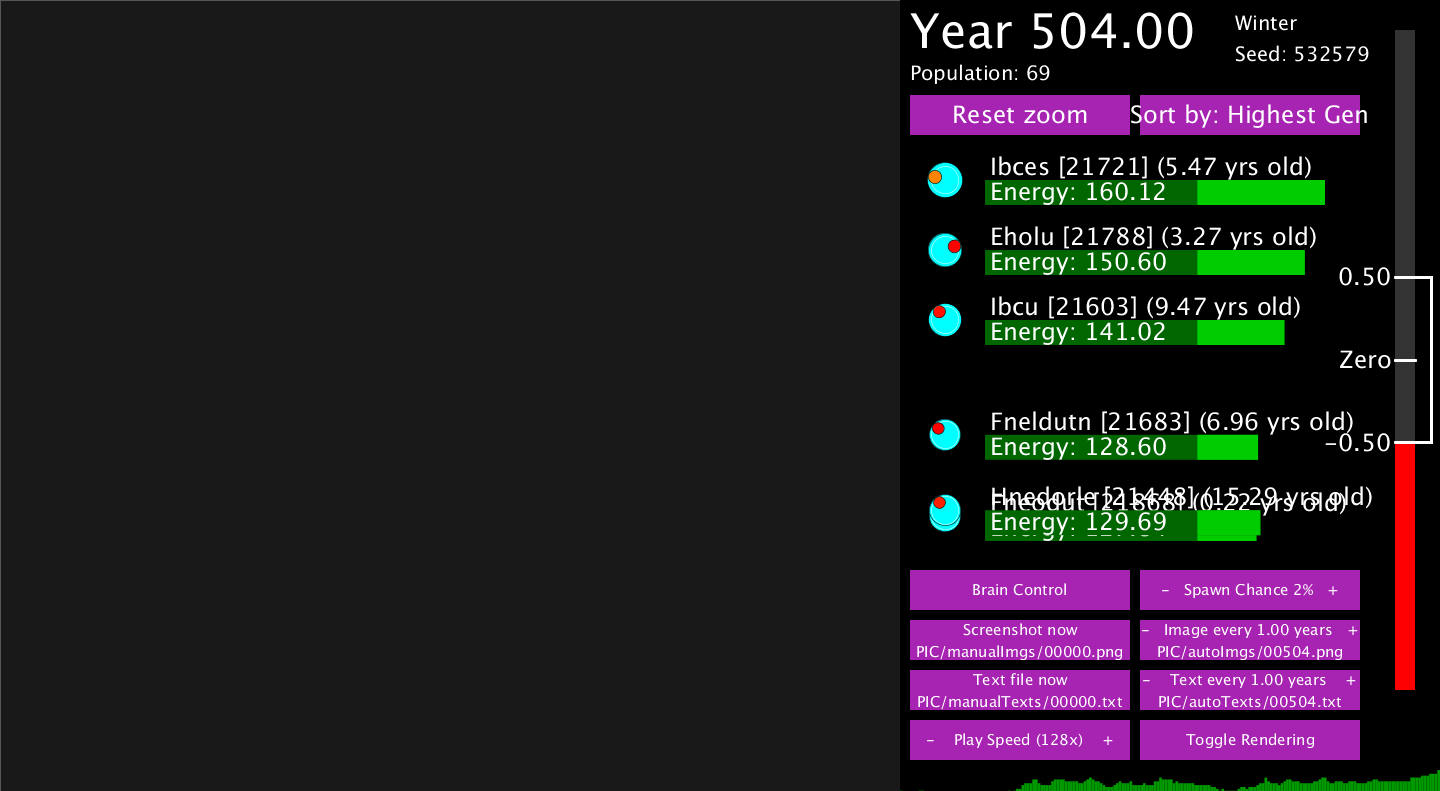 Year 504.00
Winter
Seed: 532579
Population: 69
Reset zoom
Sort by: Highest Gen
Ibces [21721] (5.47 yrs old)
Energy: 160.12
Eholu [21788] (3.27 yrs old)
Energy: 150.60
0.50
Ibcu [21603] (9.47 yrs old)
Energy: 141.02
Zero
Fneldutn [21683] (6.96 yrs old)
Energy: 128.60
-0.50
[21448] (15.29 yrs old)
Energy: 129.69
Brain Control
- Spawn Chance 2% +
Screenshot now
PIC/manualImgs/00000.png
- Image every 1.00 years +
PIC/autoImgs/00504.png
Text file now
PIC/manualTexts/00000.txt
- Text every 1.00 years +
PIC/autoTexts/00504.txt
- Play Speed (128x) +
Toggle Rendering